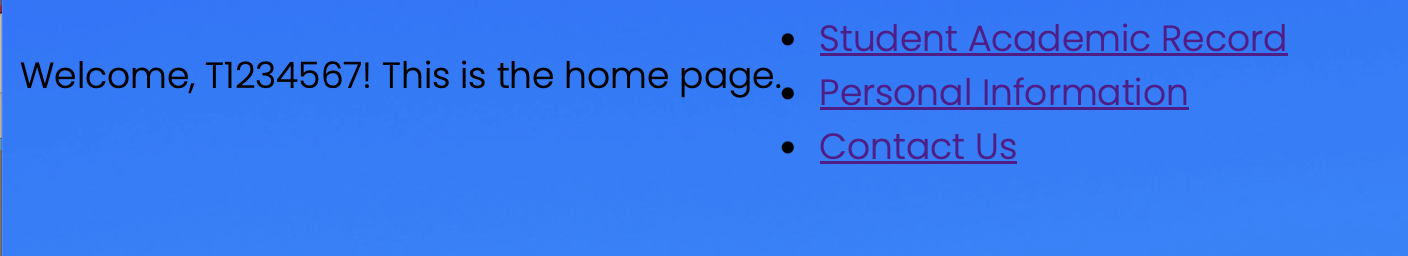 Welcome, T1234567! This is the home page.
Student Academic Record
Personal Information
Contact Us